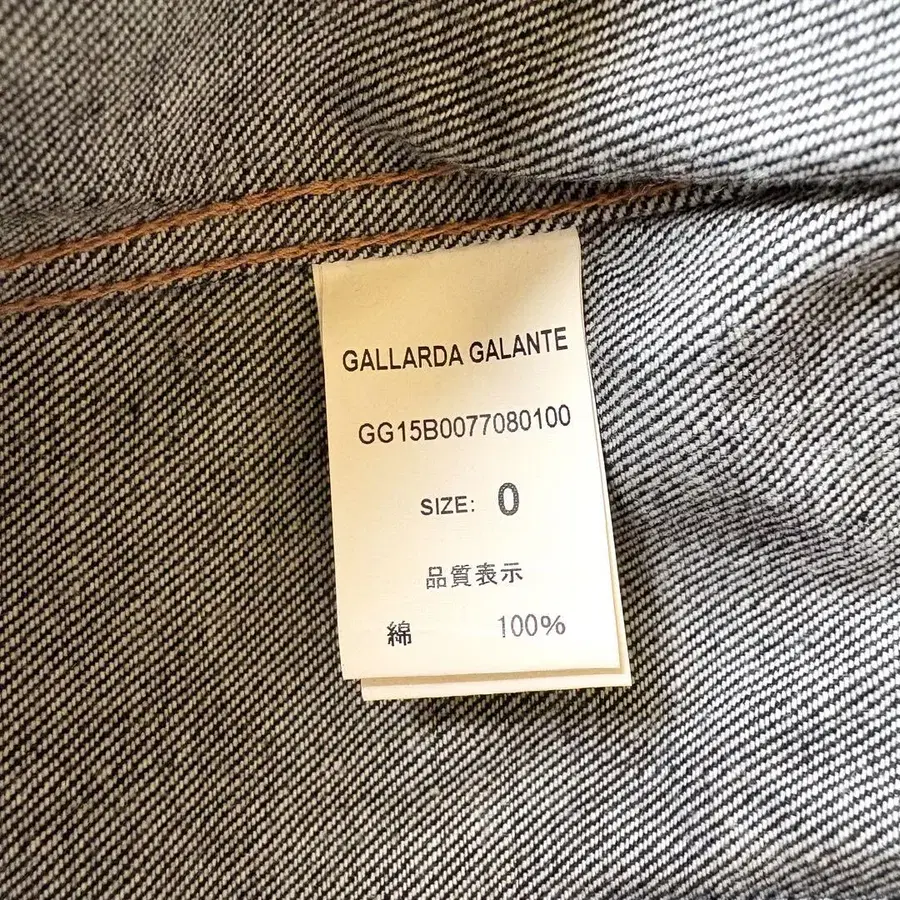 GALLARDA GALANTE
GG15B0077080100
SIZE: 0
品質表示
綿 100%